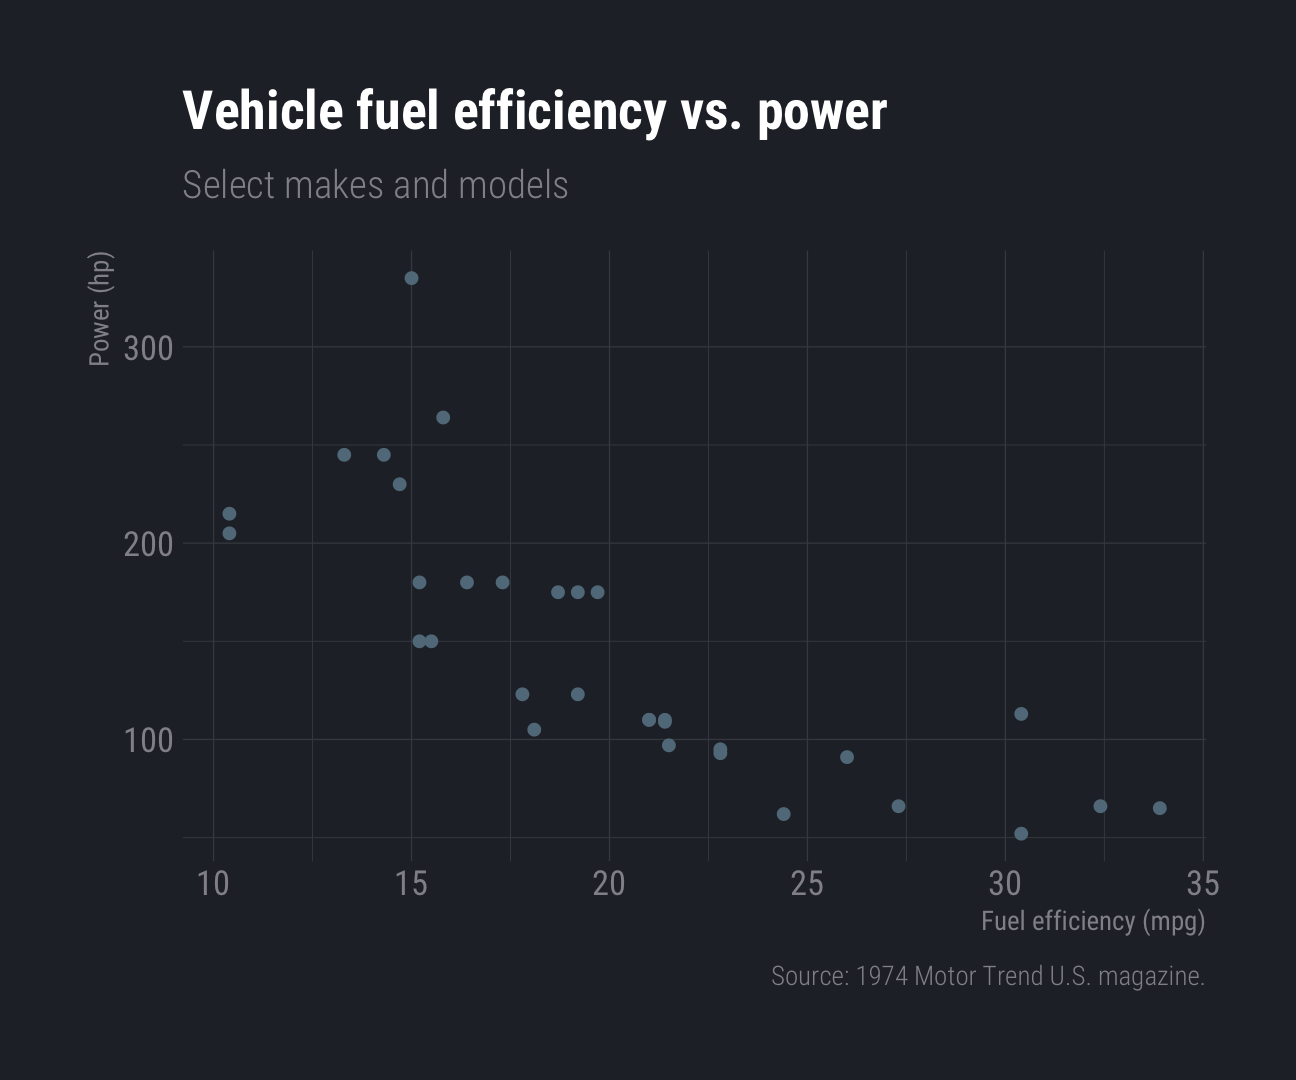 Vehicle fuel efficiency vs. power
Select makes and models
Power (hp)
300
200
100
10 15 20 25 30 35
Fuel efficiency (mpg)
Source: 1974 Motor Trend U.S. magazine.